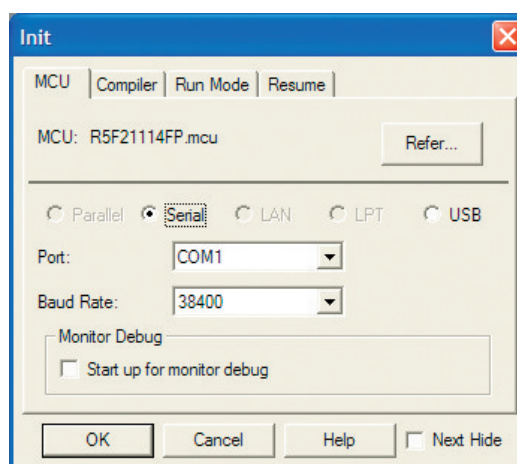 Init
MCU Compiler Run Mode Resume
MCU: R5F21114FP.mcu Refer...
Parallel Serial LAN LPT USB
Port: COM1
Baud Rate: 38400
Monitor Debug
Start up for monitor debug
OK Cancel Help Next Hide